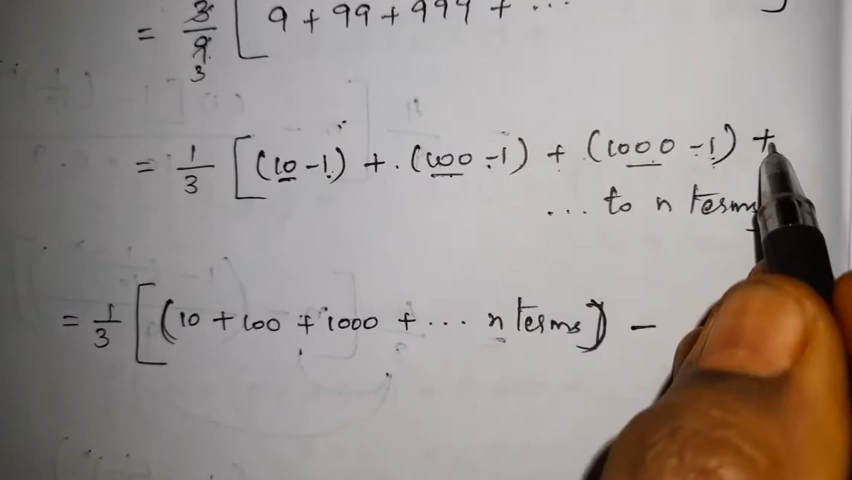 = 3/9 [ 9 + 99 + 999 + ...
3
= 1/3 [(10 - 1) + (100 - 1) + (1000 - 1) +
... to n terms
= 1/3 [(10 + 100 + 1000 + ... n terms) -